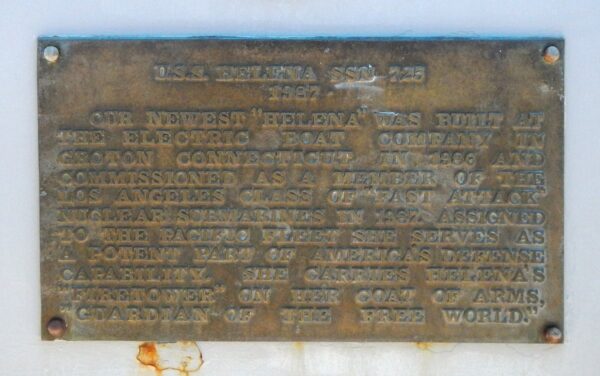 U.S.S. HELENA SSN 725
1987
OUR NEWEST "HELENA" WAS BUILT AT
THE ELECTRIC BOAT COMPANY IN
GROTON CONNECTICUT IN 1986 AND
COMMISSIONED AS A MEMBER OF THE
LOS ANGELES CLASS OF "FAST ATTACK"
NUCLEAR SUBMARINES IN 1987. ASSIGNED
TO THE PACIFIC FLEET SHE SERVES AS
A POTENT PART OF AMERICA'S DEFENSE
CAPABILITY. SHE CARRIES HELENA'S
"FIRETOWER" ON HER COAT OF ARMS,
"GUARDIAN OF THE FREE WORLD."